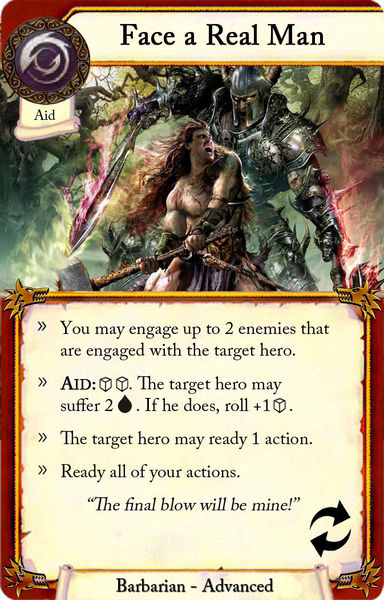 Face a Real Man
Aid
» You may engage up to 2 enemies that
are engaged with the target hero.
» AID: . The target hero may
suffer 2 . If he does, roll +1 .
» The target hero may ready 1 action.
» Ready all of your actions.
“The final blow will be mine!”
Barbarian - Advanced